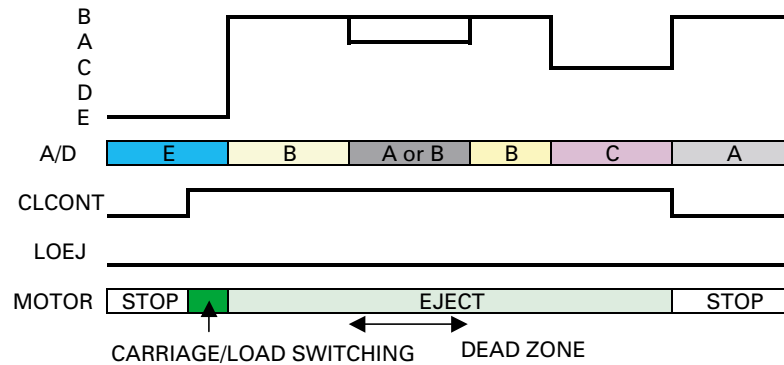 B
A
C
D
E
A/D E B A or B B C A
CLCONT
LOEJ
MOTOR STOP EJECT STOP
CARRIAGE/LOAD SWITCHING DEAD ZONE